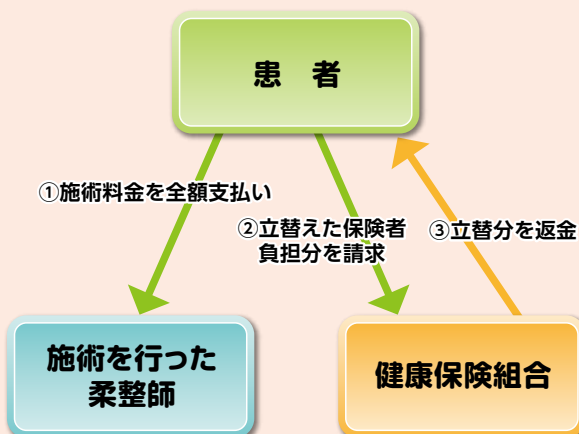 患 者
①施術料金を全額支払い
②立替えた保険者
負担分を請求
③立替分を返金
施術を行った
柔整師
健康保険組合